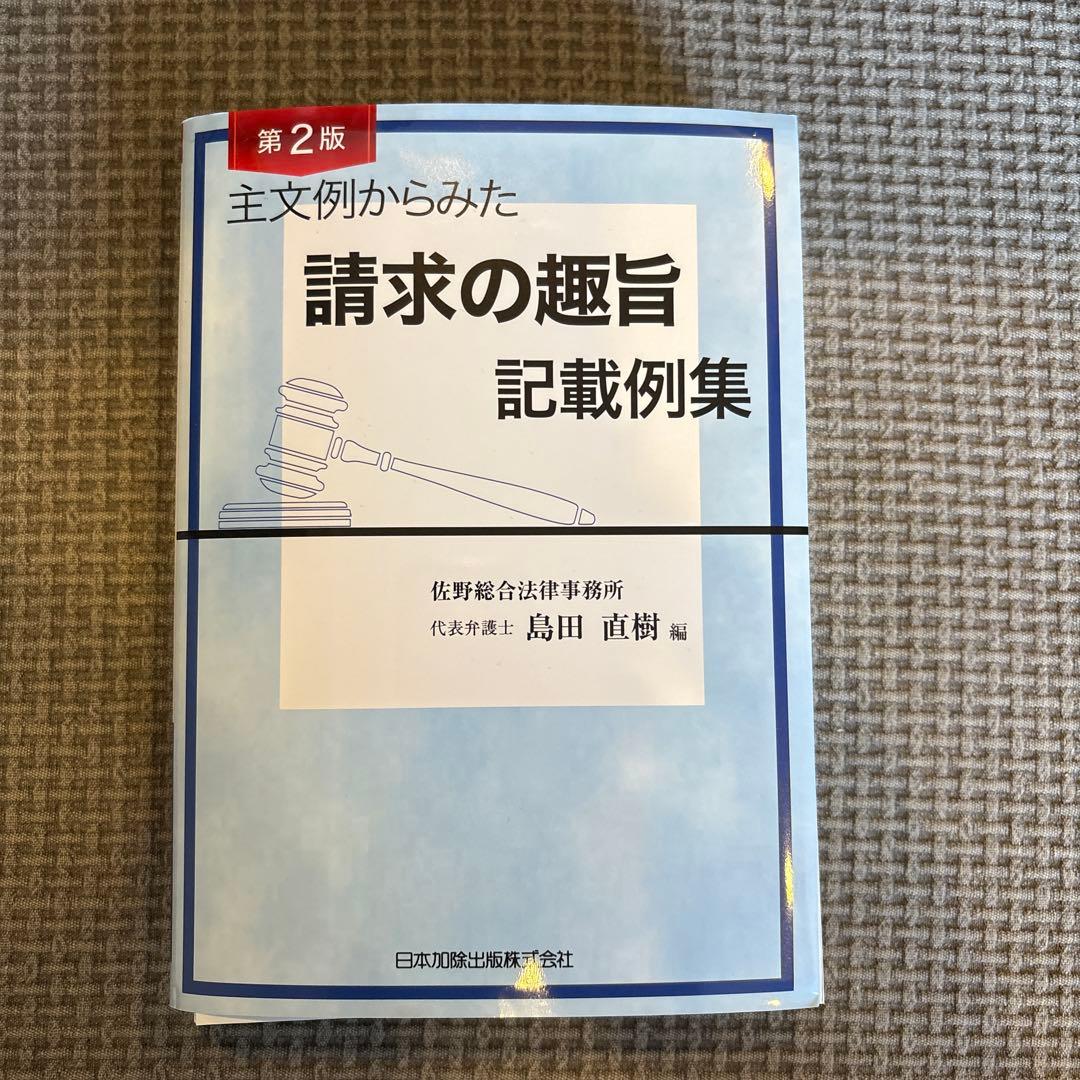 第2版
主文例からみた
請求の趣旨
記載例集
佐野総合法律事務所
代表弁護士 島田 直樹 編
日本加除出版株式会社